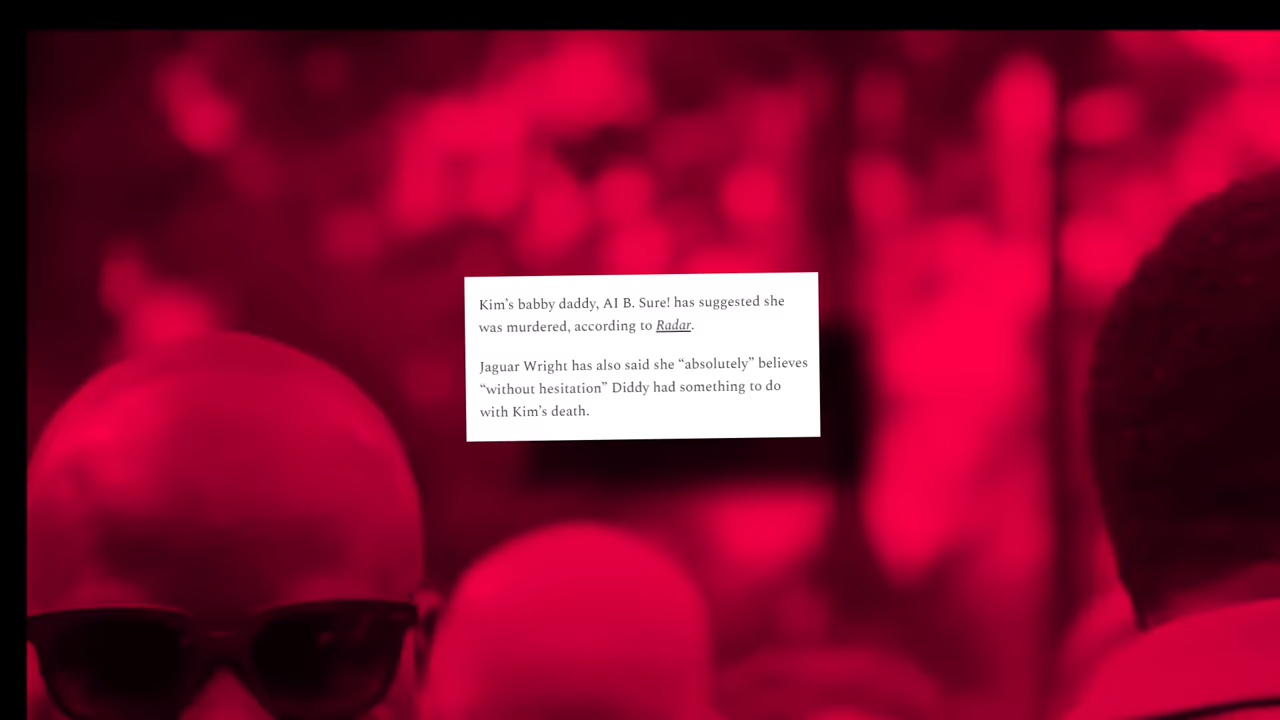 Kim’s babby daddy, AI B. Sure! has suggested she
was murdered, according to Radar.
Jaguar Wright has also said she “absolutely” believes
“without hesitation” Diddy had something to do
with Kim’s death.